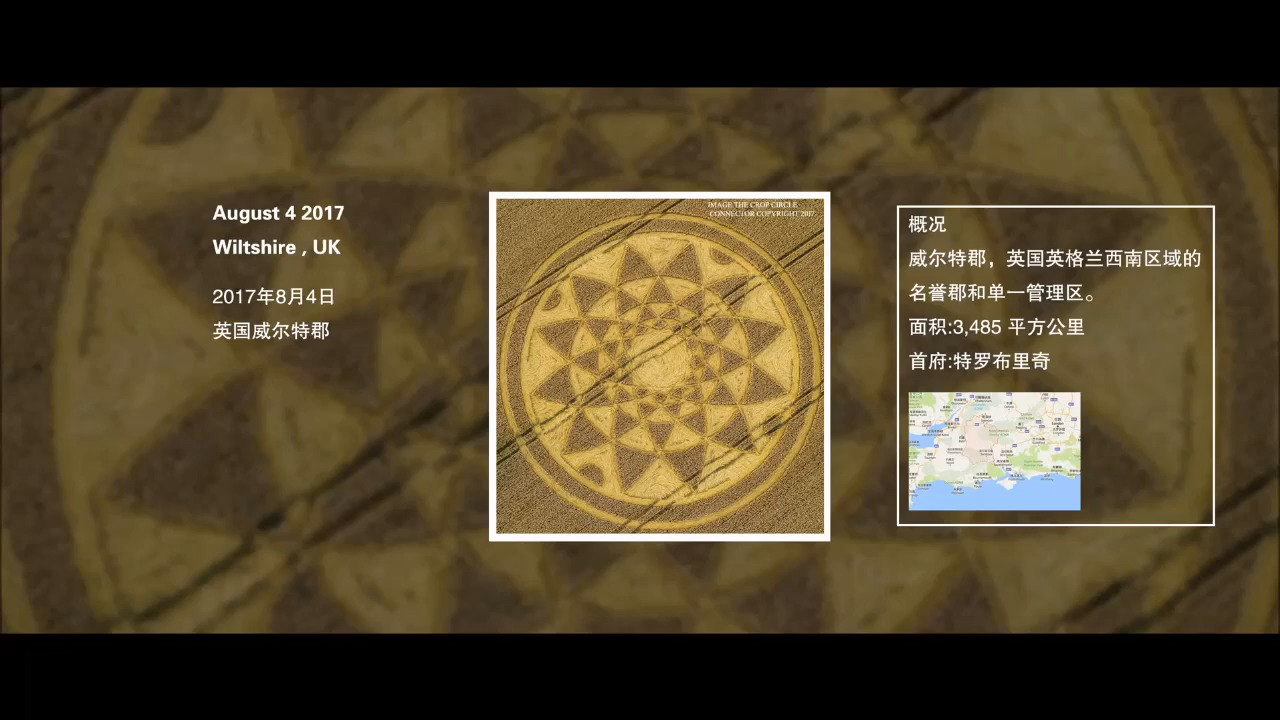 August 4 2017
Wiltshire , UK
2017年8月4日
英国威尔特郡
IMAGE THE CROP CIRCLE
CONNECTOR COPYRIGHT 2017
概况
威尔特郡，英国英格兰西南区域的
名誉郡和单一管理区。
面积:3,485 平方公里
首府:特罗布里奇